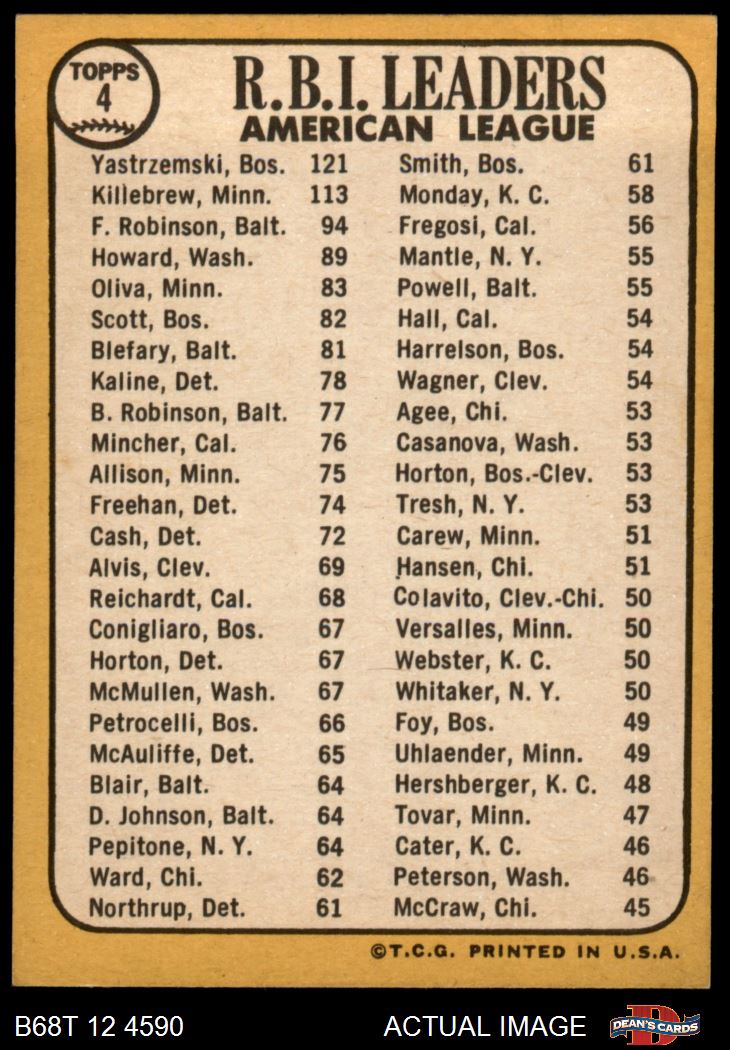 TOPPS
4
R.B.I. LEADERS
AMERICAN LEAGUE
Yastrzemski, Bos. 121
Killebrew, Minn. 113
F. Robinson, Balt. 94
Howard, Wash. 89
Oliva, Minn. 83
Scott, Bos. 82
Blefary, Balt. 81
Kaline, Det. 78
B. Robinson, Balt. 77
Mincher, Cal. 76
Allison, Minn. 75
Freehan, Det. 74
Cash, Det. 72
Alvis, Clev. 69
Reichardt, Cal. 68
Conigliaro, Bos. 67
Horton, Det. 67
McMullen, Wash. 67
Petrocelli, Bos. 66
McAuliffe, Det. 65
Blair, Balt. 64
D. Johnson, Balt. 64
Pepitone, N. Y. 64
Ward, Chi. 62
Northrup, Det. 61
Smith, Bos. 61
Monday, K. C. 58
Fregosi, Cal. 56
Mantle, N. Y. 55
Powell, Balt. 55
Hall, Cal. 54
Harrelson, Bos. 54
Wagner, Clev. 54
Agee, Chi. 53
Casanova, Wash. 53
Horton, Bos.-Clev. 53
Tresh, N. Y. 53
Carew, Minn. 51
Hansen, Chi. 51
Colavito, Clev.-Chi. 50
Versalles, Minn. 50
Webster, K. C. 50
Whitaker, N. Y. 50
Foy, Bos. 49
Uhlaender, Minn. 49
Hershberger, K. C. 48
Tovar, Minn. 47
Cater, K. C. 46
Peterson, Wash. 46
McCraw, Chi. 45
©T.C.G. PRINTED IN U.S.A.
B68T 12 4590
ACTUAL IMAGE
DEAN'S CARDS